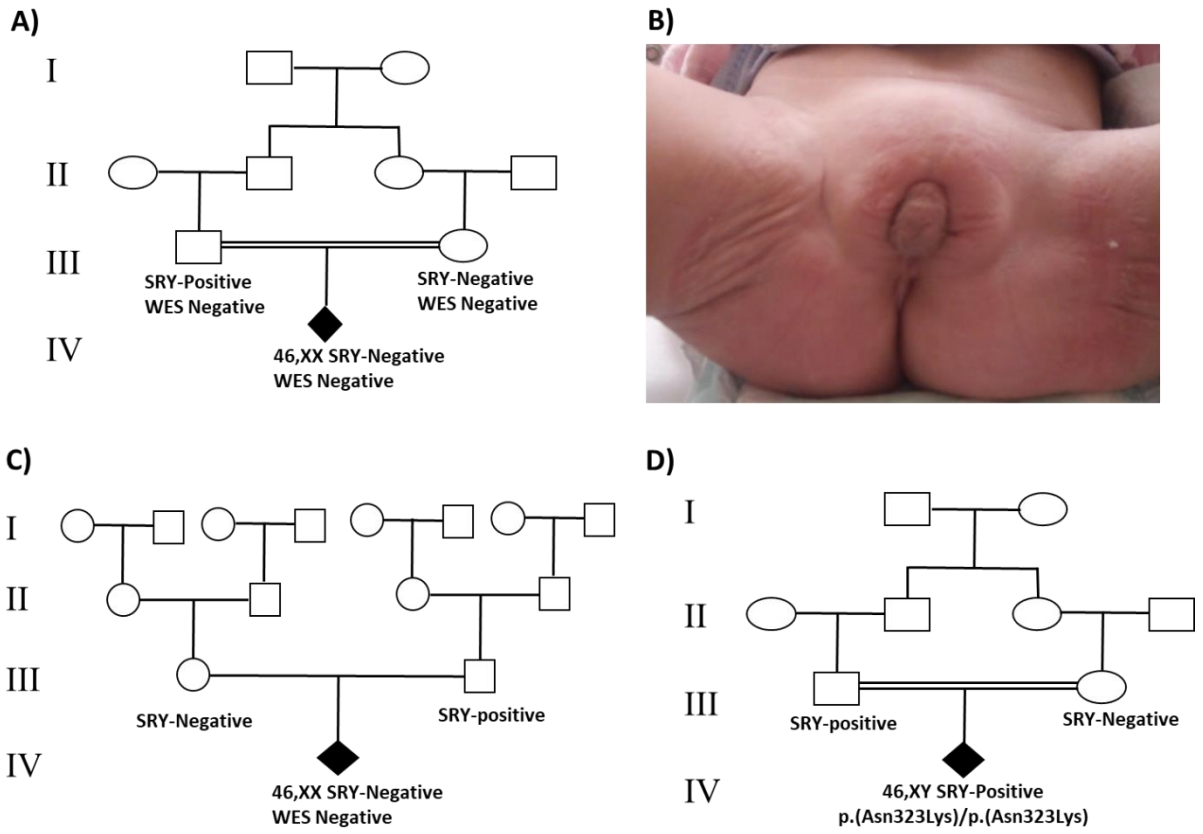 A)
I
II
III
SRY-Positive
WES Negative
SRY-Negative
WES Negative
IV
46,XX SRY-Negative
WES Negative
B)
C)
I
II
III
SRY-Negative
SRY-positive
IV
46,XX SRY-Negative
WES Negative
D)
I
II
III
SRY-positive
SRY-Negative
IV
46,XY SRY-Positive
p.(Asn323Lys)/p.(Asn323Lys)